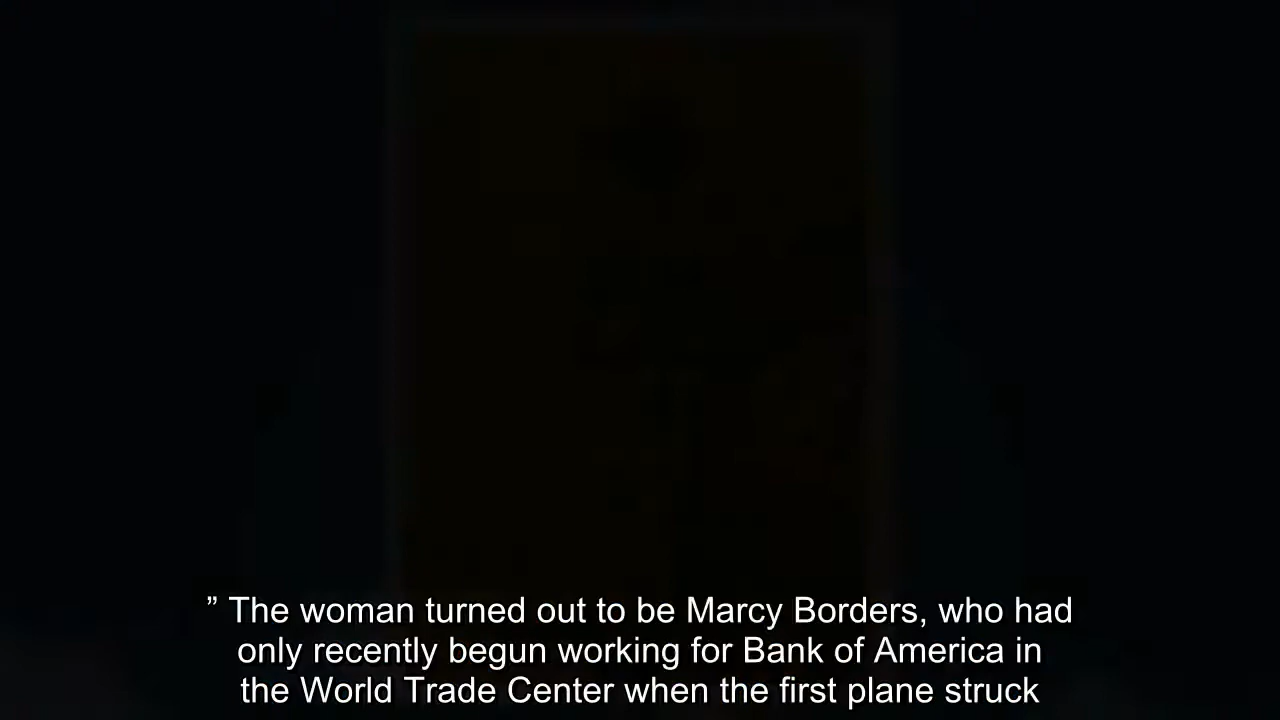 ” The woman turned out to be Marcy Borders, who had
only recently begun working for Bank of America in
the World Trade Center when the first plane struck